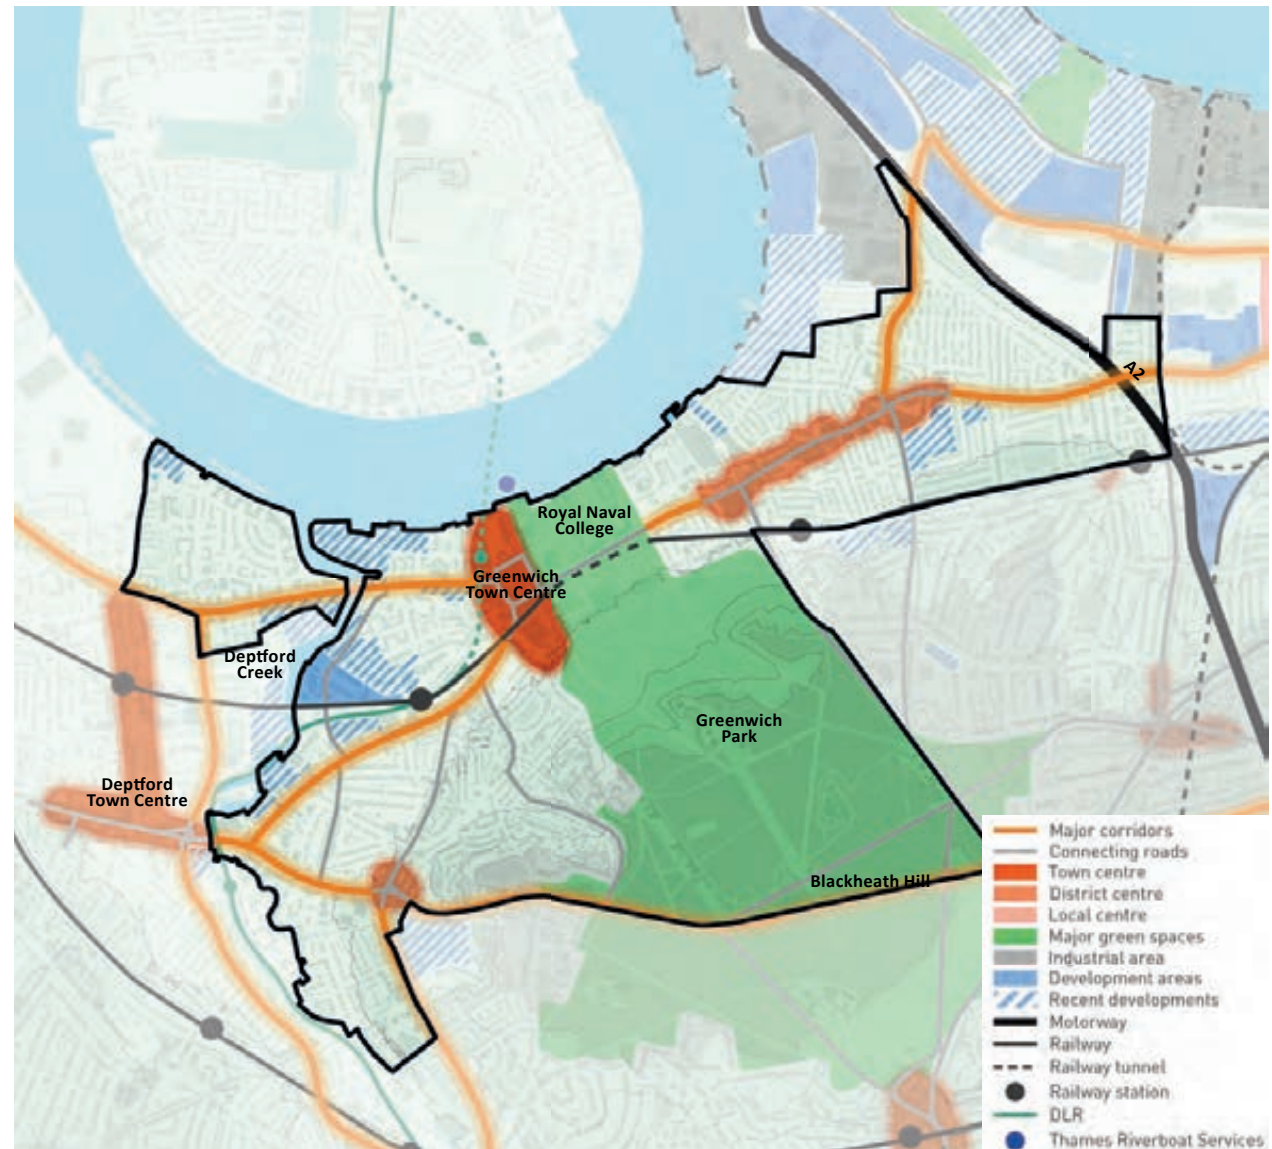 A2
Royal Naval
College
Greenwich
Town Centre
Deptford
Creek
Greenwich
Park
Deptford
Town Centre
Blackheath Hill
Major corridors
Connecting roads
Town centre
District centre
Local centre
Major green spaces
Industrial area
Development areas
Recent developments
Motorway
Railway
Railway tunnel
Railway station
DLR
Thames Riverboat Services